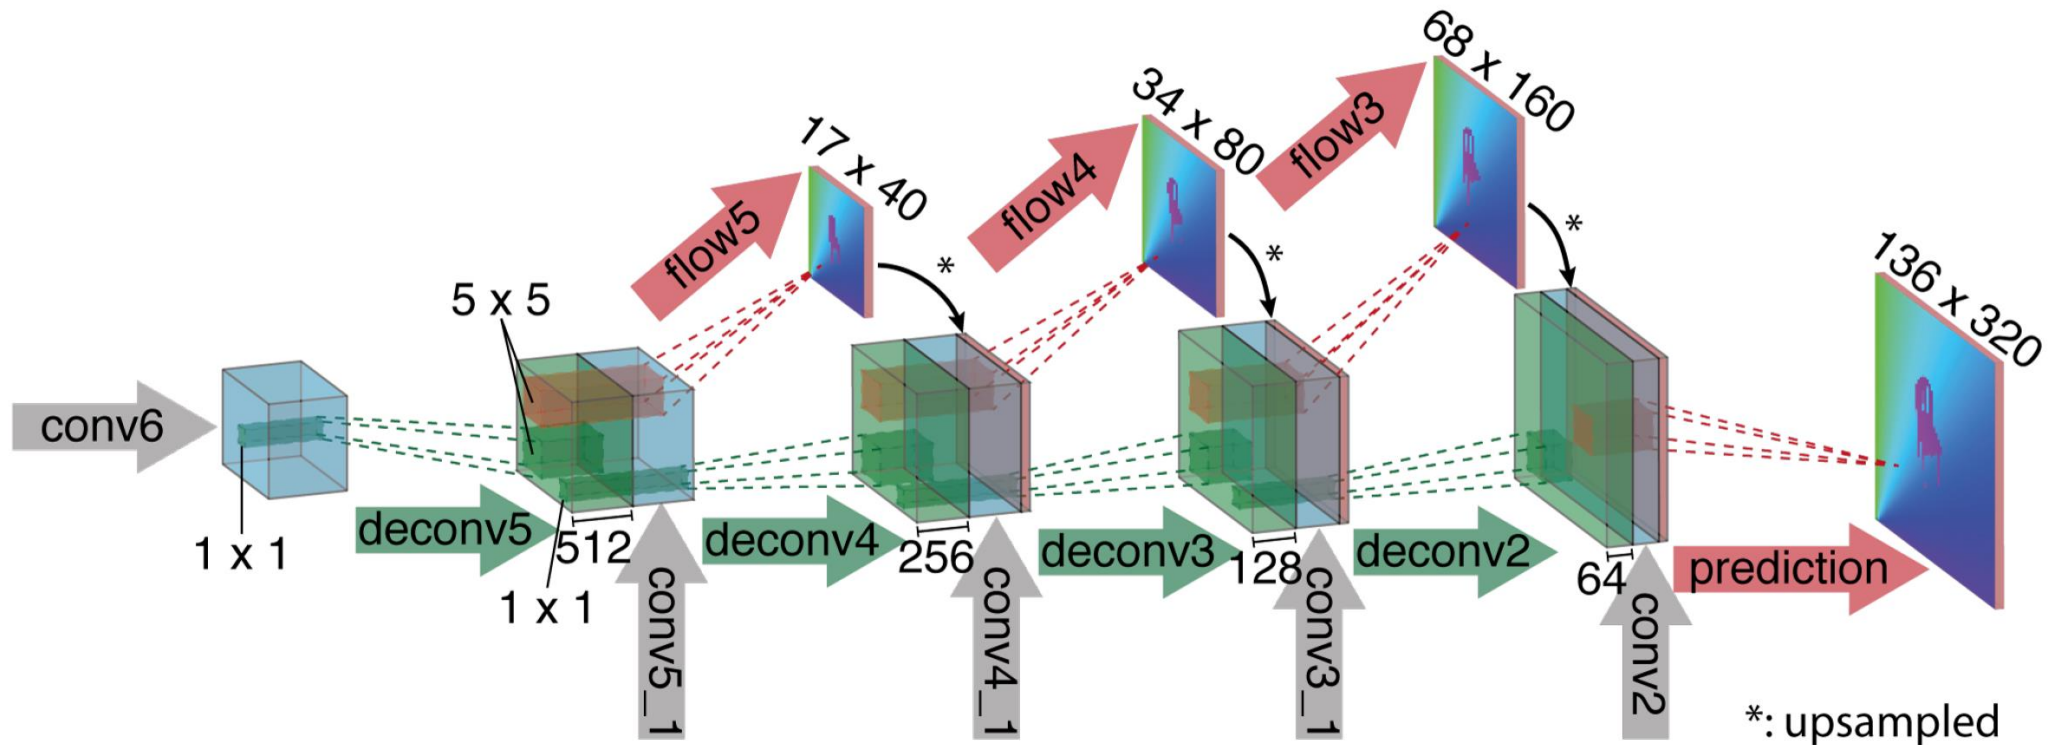 68 x 160
34 x 80
flow3
17 x 40
flow4
flow5
136 x 320
5 x 5
conv6
deconv5
512
deconv4
256
deconv3
128
deconv2
64
prediction
1 x 1
1 x 1
conv5_1
conv4_1
conv3_1
conv2
*
*
*
*: upsampled